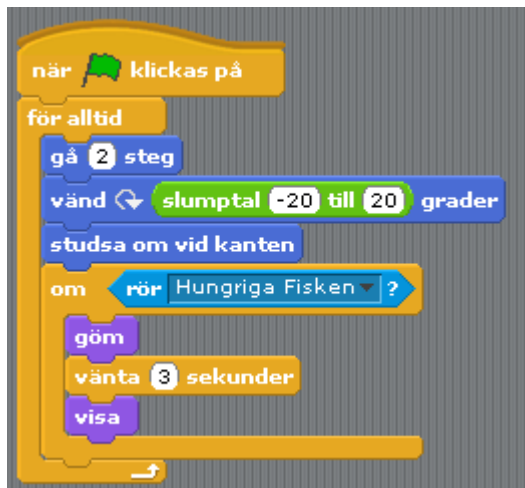 när klickas på
för alltid
gå 2 steg
vänd slumptal -20 till 20 grader
studsa om vid kanten
om rör Hungriga Fisken ?
göm
vänta 3 sekunder
visa